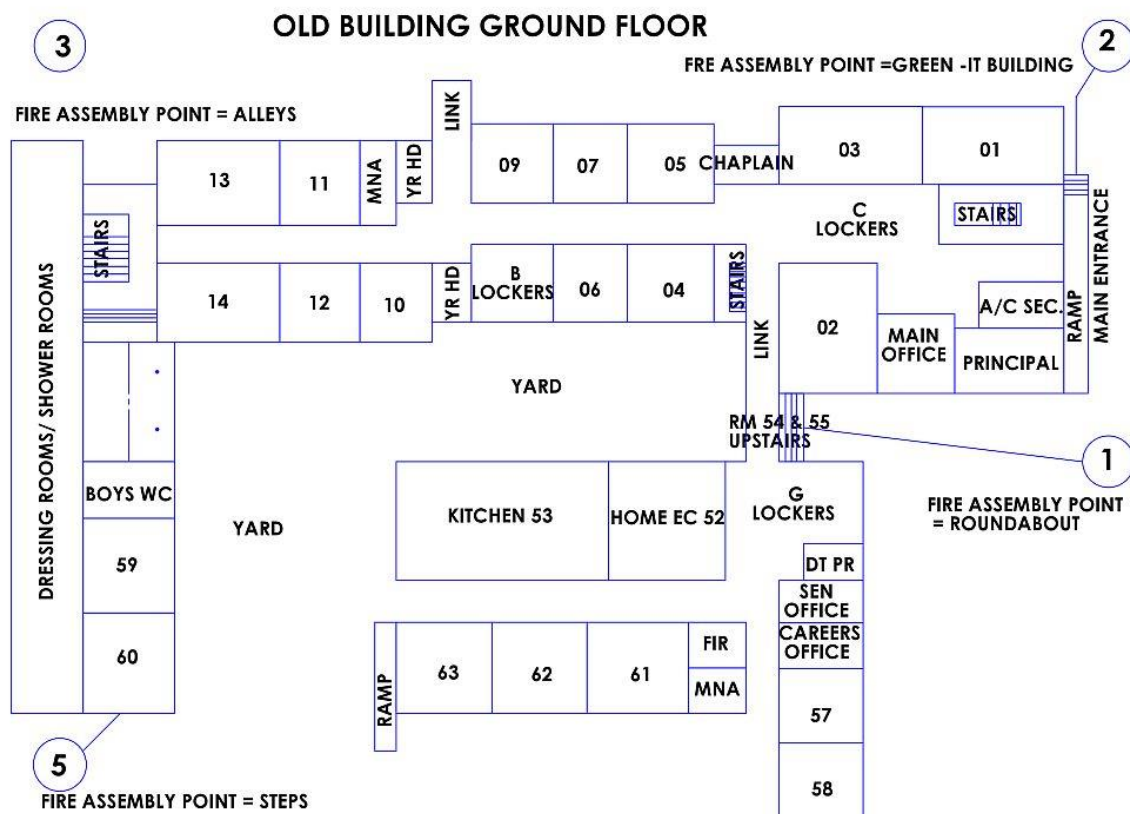 OLD BUILDING GROUND FLOOR
3
2
FRE ASSEMBLY POINT =GREEN -IT BUILDING
FIRE ASSEMBLY POINT = ALLEYS
LINK
13
11
MNA
YR HD
09
07
05
CHAPLAIN
03
01
C
LOCKERS
STAIRS
STAIRS
MAIN ENTRANCE
RAMP
14
12
10
YR HD
B
LOCKERS
06
04
STAIRS
LINK
02
MAIN
OFFICE
A/C SEC.
PRINCIPAL
YARD
RM 54 & 55
UPSTAIRS
1
FIRE ASSEMBLY POINT
= ROUNDABOUT
DRESSING ROOMS/ SHOWER ROOMS
BOYS WC
YARD
KITCHEN 53
HOME EC 52
G
LOCKERS
59
DT PR
SEN
OFFICE
CAREERS
OFFICE
60
RAMP
63
62
61
FIR
MNA
57
58
5
FIRE ASSEMBLY POINT = STEPS